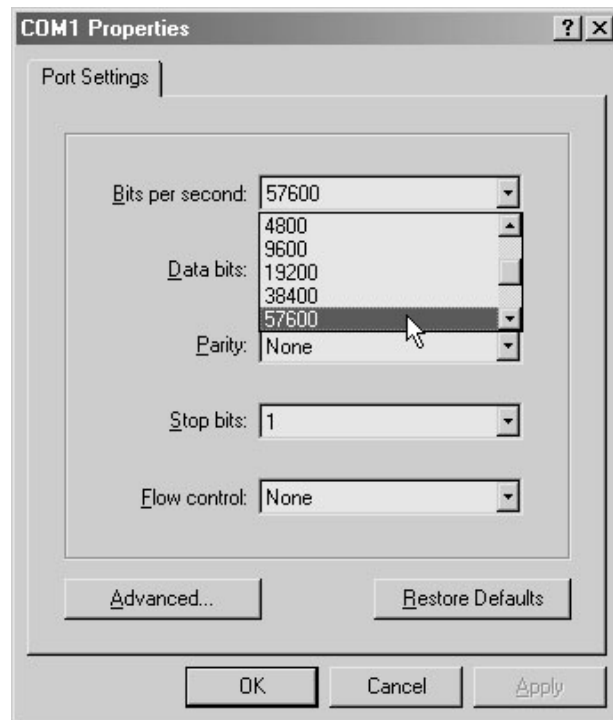 COM1 Properties
Port Settings
Bits per second: 57600
4800
9600
Data bits: 19200
38400
57600
Parity: None
Stop bits: 1
Flow control: None
Advanced... Restore Defaults
OK Cancel Apply